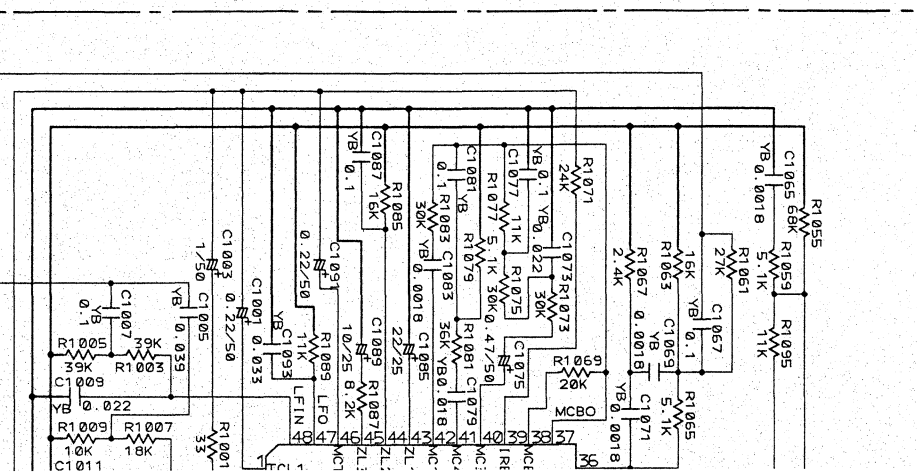 C1003
1/50
C1001
0.22/50
C1007
YB
0.1
C1005
YB
0.039
R1005
39K
39K
R1003
C1009
YB
0.022
R1009
10K
R1007
18K
C1011
R1001
33
C1093
YB
0.033
C1091
0.22/50
R1089
11K
LFIN
LFO
C1087
YB
0.1
R1085
16K
C1089
10/25
R1087
8.2K
C1085
22/25
C1081
YB
0.1
R1083
30K
C1083
YB
0.0018
R1079
5.1K
R1081
36K
C1079
YB
0.018
C1077
YB
0.1
R1077
11K
R1075
30K
C1073
YB
0.022
R1073
30K
C1075
0.47/50
R1071
24K
R1069
20K
MCBO
R1067
2.4K
R1063
16K
C1069
YB
0.0018
C1071
YB
0.0018
R1065
5.1K
C1067
YB
0.1
R1061
27K
C1065
YB
0.0018
R1055
68K
R1059
5.1K
R1095
11K
48
47
46
45
44
43
42
41
40
39
38
37
36
1
TCL1